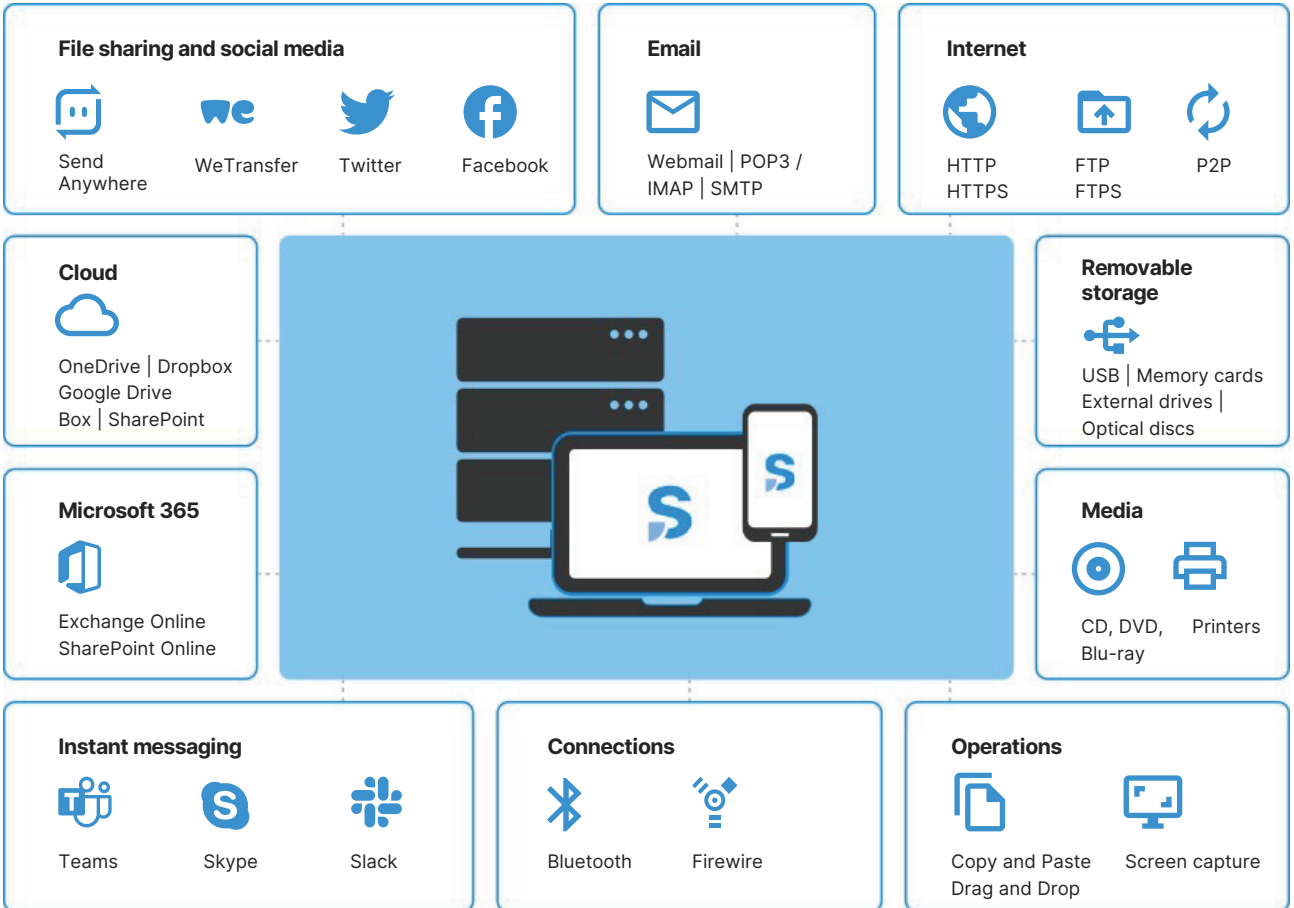 File sharing and social media
Send
Anywhere
WeTransfer
Twitter
Facebook
Email
Webmail | POP3 /
IMAP | SMTP
Internet
HTTP
HTTPS
FTP
FTPS
P2P
Cloud
OneDrive | Dropbox
Google Drive
Box | SharePoint
Removable
storage
USB | Memory cards
External drives |
Optical discs
Microsoft 365
Exchange Online
SharePoint Online
S
S
Media
CD, DVD,
Blu-ray
Printers
Instant messaging
Teams
Skype
Slack
Connections
Bluetooth
Firewire
Operations
Copy and Paste
Drag and Drop
Screen capture